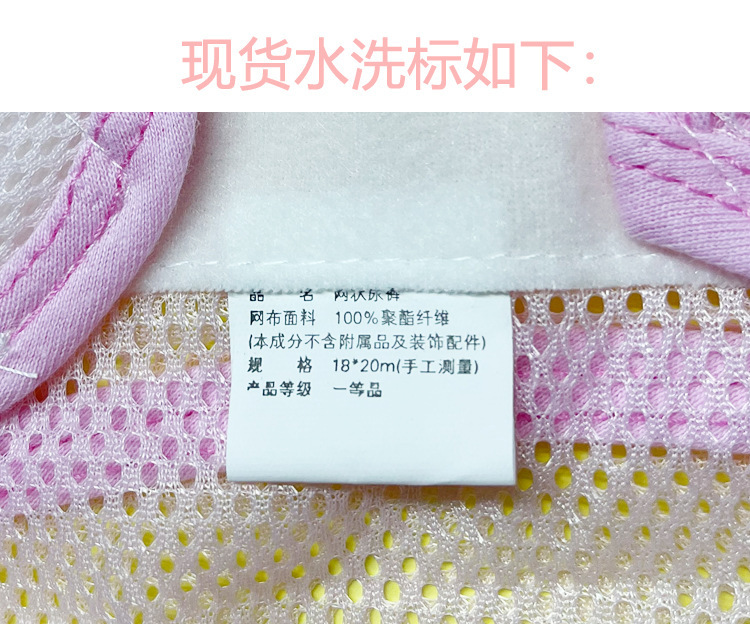 现货水洗标如下：
品 名 网状尿裤
网布面料 100%聚酯纤维
(本成分不含附属品及装饰配件)
规 格 18*20m(手工测量)
产品等级 一等品